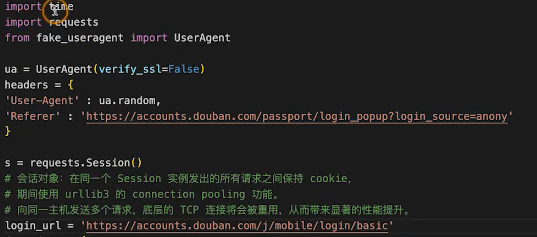 import time
import requests
from fake_useragent import UserAgent
ua = UserAgent(verify_ssl=False)
headers = {
'User-Agent' : ua.random,
'Referer' : 'https://accounts.douban.com/passport/login_popup?login_source=anony'
}
s = requests.Session()
# 会话对象：在同一个 Session 实例发出的所有请求之间保持 cookie，
# 期间使用 urllib3 的 connection pooling 功能。
# 向同一主机发送多个请求，底层的 TCP 连接将会被重用，从而带来显著的性能提升。
login_url = 'https://accounts.douban.com/j/mobile/login/basic'